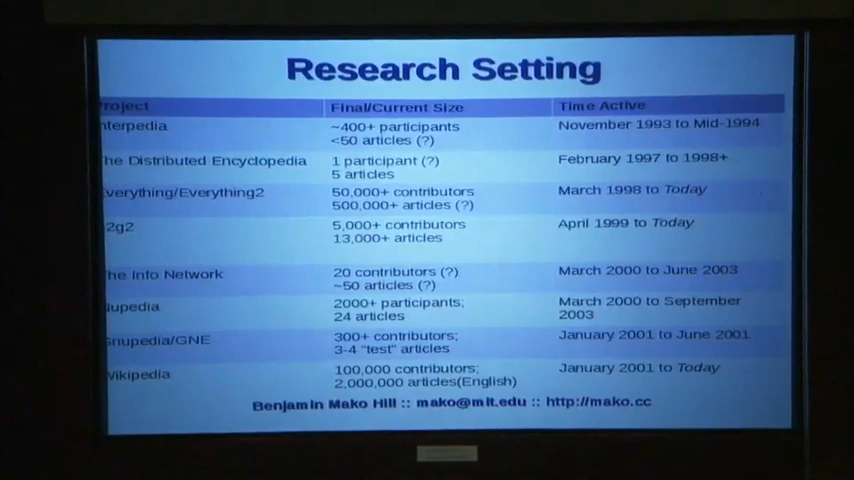 Research Setting
Project Final/Current Size Time Active
nterpedia ~400+ participants November 1993 to Mid-1994
<50 articles (?)
he Distributed Encyclopedia 1 participant (?) February 1997 to 1998+
5 articles
verything/Everything2 50,000+ contributors March 1998 to Today
500,000+ articles (?)
2g2 5,000+ contributors April 1999 to Today
13,000+ articles
he Info Network 20 contributors (?) March 2000 to June 2003
~50 articles (?)
upedia 2000+ participants; March 2000 to September
24 articles 2003
nupedia/GNE 300+ contributors; January 2001 to June 2001
3-4 "test" articles
Wikipedia 100,000 contributors; January 2001 to Today
2,000,000 articles(English)
Benjamin Mako Hill :: mako@mit.edu :: http://mako.cc